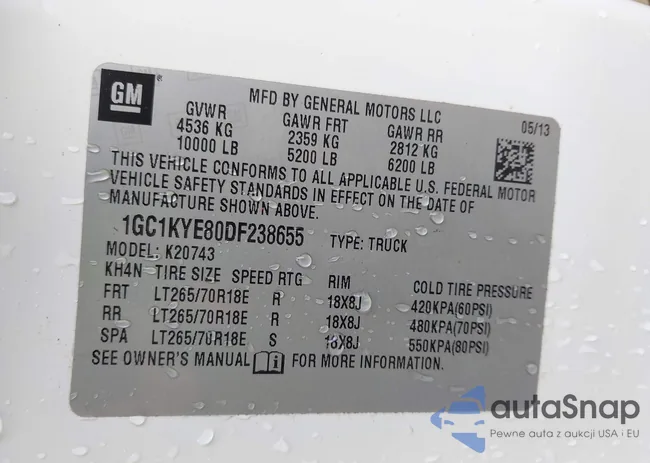 GM
MFD BY GENERAL MOTORS LLC
GVWR GAWR FRT GAWR RR 05/13
4536 KG 2359 KG 2812 KG
10000 LB 5200 LB 6200 LB
THIS VEHICLE CONFORMS TO ALL APPLICABLE U.S. FEDERAL MOTOR
VEHICLE SAFETY STANDARDS IN EFFECT ON THE DATE OF
MANUFACTURE SHOWN ABOVE.
1GC1KYE80DF238655 TYPE: TRUCK
MODEL: K20743
KH4N TIRE SIZE SPEED RTG RIM COLD TIRE PRESSURE
FRT LT265/70R18E R 18X8J 420KPA(60PSI)
RR LT265/70R18E R 18X8J 480KPA(70PSI)
SPA LT265/70R18E S 18X8J 550KPA(80PSI)
SEE OWNER'S MANUAL i FOR MORE INFORMATION.
autaSnap
Pewne auta z aukcji USA i EU